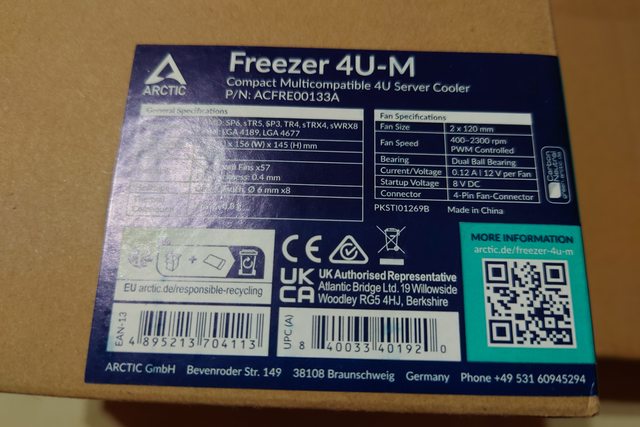 ARCTIC
Freezer 4U-M
Compact Multicompatible 4U Server Cooler
P/N: ACFRE00133A
General Specifications
SP6, sTR5, SP3, TR4, sTRX4, sWRX8
LGA 4189, LGA 4677
x 156 (W) x 145 (H) mm
Fins x57
0.4 mm
Ø 6 mm x8
Fan Specifications
Fan Size 2 x 120 mm
Fan Speed 400–2300 rpm
PWM Controlled
Bearing Dual Ball Bearing
Current/Voltage 0.12 A | 12 V per Fan
Startup Voltage 8 V DC
Connector 4-Pin Fan-Connector
PKSTI01269B Made in China
Carbon
Neutral
EU arctic.de/responsible-recycling
CE
UK
CA
UK Authorised Representative
Atlantic Bridge Ltd. 19 Willowside
Woodley RG5 4HJ, Berkshire
MORE INFORMATION
arctic.de/freezer-4u-m
EAN-13
4 895213 704113
UPC (A)
8 40033 40192 0
ARCTIC GmbH Bevenroder Str. 149 38108 Braunschweig Germany Phone +49 531 60945294